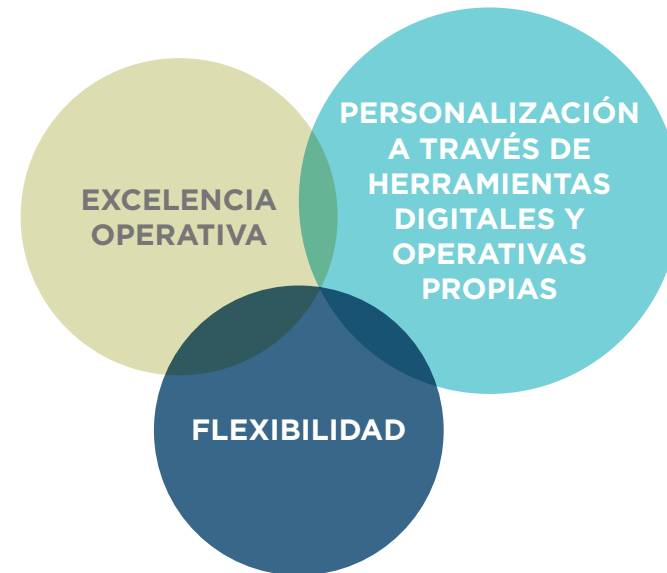 EXCELENCIA
OPERATIVA
PERSONALIZACIÓN
A TRAVÉS DE
HERRAMIENTAS
DIGITALES Y
OPERATIVAS
PROPIAS
FLEXIBILIDAD